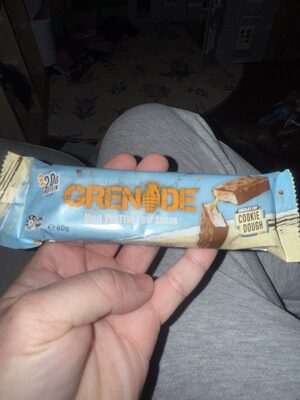 20G
GRENADE
HIGH PROTEIN LOW SUGAR
COOKIE
DOUGH
e 60g